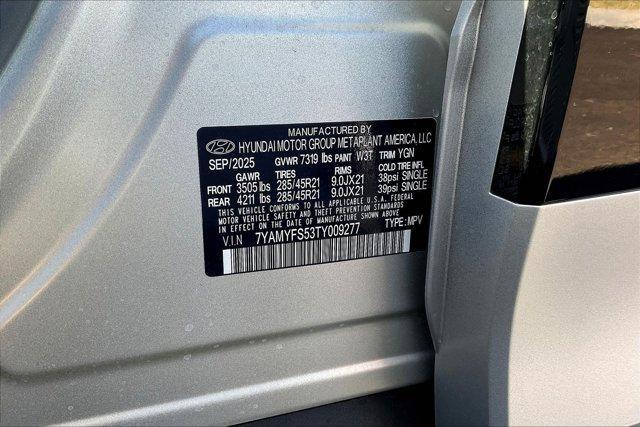 MANUFACTURED BY
HYUNDAI MOTOR GROUP METAPLANT AMERICA, LLC
SEP/2025 GVWR 7319 lbs PAINT W3T TRIM YGN
GAWR TIRES RIMS COLD TIRE INFL
FRONT 3505 lbs 285/45R21 9.0JX21 38psi SINGLE
REAR 4211 lbs 285/45R21 9.0JX21 39psi SINGLE
THIS VEHICLE CONFORMS TO ALL APPLICABLE U.S.A. FEDERAL
MOTOR VEHICLE SAFETY AND THEFT PREVENTION STANDARDS
IN EFFECT ON THE DATE OF MANUFACTURE SHOWN ABOVE.
V.I.N 7YAMYFS53TY009277 TYPE: MPV